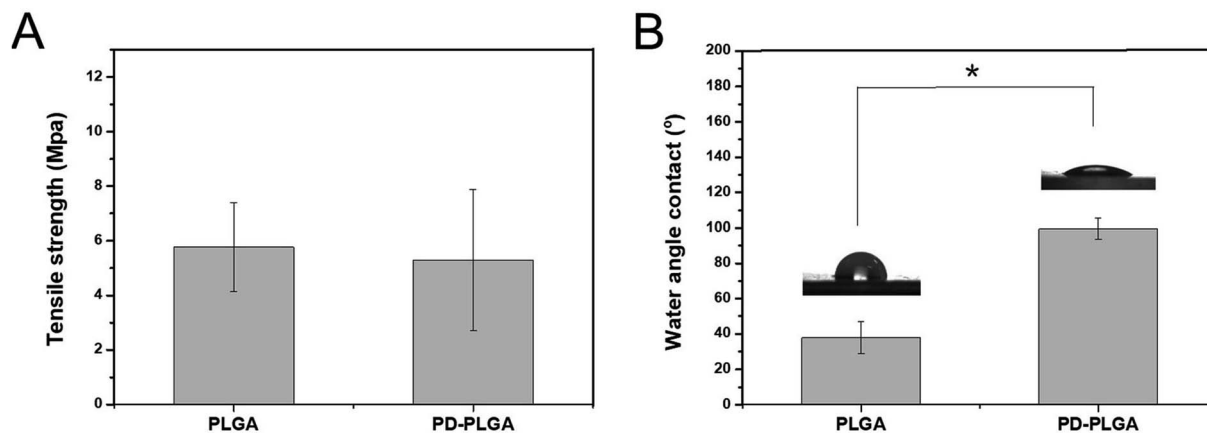 A
Tensile strength (Mpa)
12
10
8
6
4
2
0
PLGA
PD-PLGA
B
Water angle contact (º)
200
180
160
140
120
100
80
60
40
20
0
*
PLGA
PD-PLGA